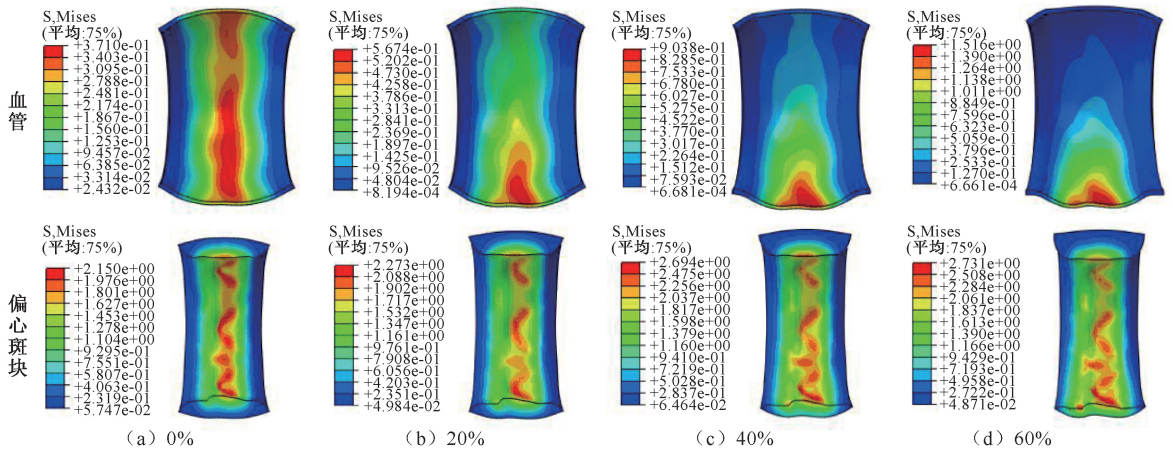 血管
S,Mises
(平均:75%)
+3.710e-01
+3.403e-01
+3.095e-01
+2.788e-01
+2.481e-01
+2.174e-01
+1.867e-01
+1.560e-01
+1.253e-01
+9.457e-02
+6.385e-02
+5.314e-02
+2.432e-02
S,Mises
(平均:75%)
+5.674e-01
+5.202e-01
+4.730e-01
+4.258e-01
+3.786e-01
+3.313e-01
+2.841e-01
+2.369e-01
+1.897e-01
+1.425e-01
+9.526e-02
+4.804e-02
+8.194e-04
S,Mises
(平均:75%)
+9.038e-01
+8.285e-01
+7.533e-01
+6.780e-01
+6.027e-01
+5.275e-01
+4.522e-01
+3.770e-01
+3.017e-01
+2.264e-01
+1.512e-01
+7.593e-02
+6.681e-04
S,Mises
(平均:75%)
+1.516e+00
+1.390e+00
+1.264e+00
+1.138e+00
+1.011e+00
+8.849e-01
+7.596e-01
+6.323e-01
+5.059e-01
+3.796e-01
+2.533e-01
+1.270e-01
+6.661e-04
偏心斑块
S,Mises
(平均:75%)
+2.150e+00
+1.976e+00
+1.801e+00
+1.627e+00
+1.453e+00
+1.278e+00
+1.104e+00
+9.295e-01
+7.551e-01
+5.807e-01
+4.063e-01
+2.319e-01
+5.747e-02
S,Mises
(平均:75%)
+2.273e+00
+2.088e+00
+1.902e+00
+1.717e+00
+1.532e+00
+1.347e+00
+1.161e+00
+9.761e-01
+7.908e-01
+6.056e-01
+4.203e-01
+2.351e-01
+4.984e-02
S,Mises
(平均:75%)
+2.694e+00
+2.475e+00
+2.256e+00
+2.037e+00
+1.817e+00
+1.598e+00
+1.379e+00
+1.160e+00
+9.410e-01
+7.219e-01
+5.028e-01
+2.837e-01
+6.464e-02
S,Mises
(平均:75%)
+2.731e+00
+2.508e+00
+2.284e+00
+2.061e+00
+1.837e+00
+1.613e+00
+1.390e+00
+1.166e+00
+9.429e-01
+7.193e-01
+4.958e-01
+2.722e-01
+4.871e-02
（a）0%
（b）20%
（c）40%
（d）60%